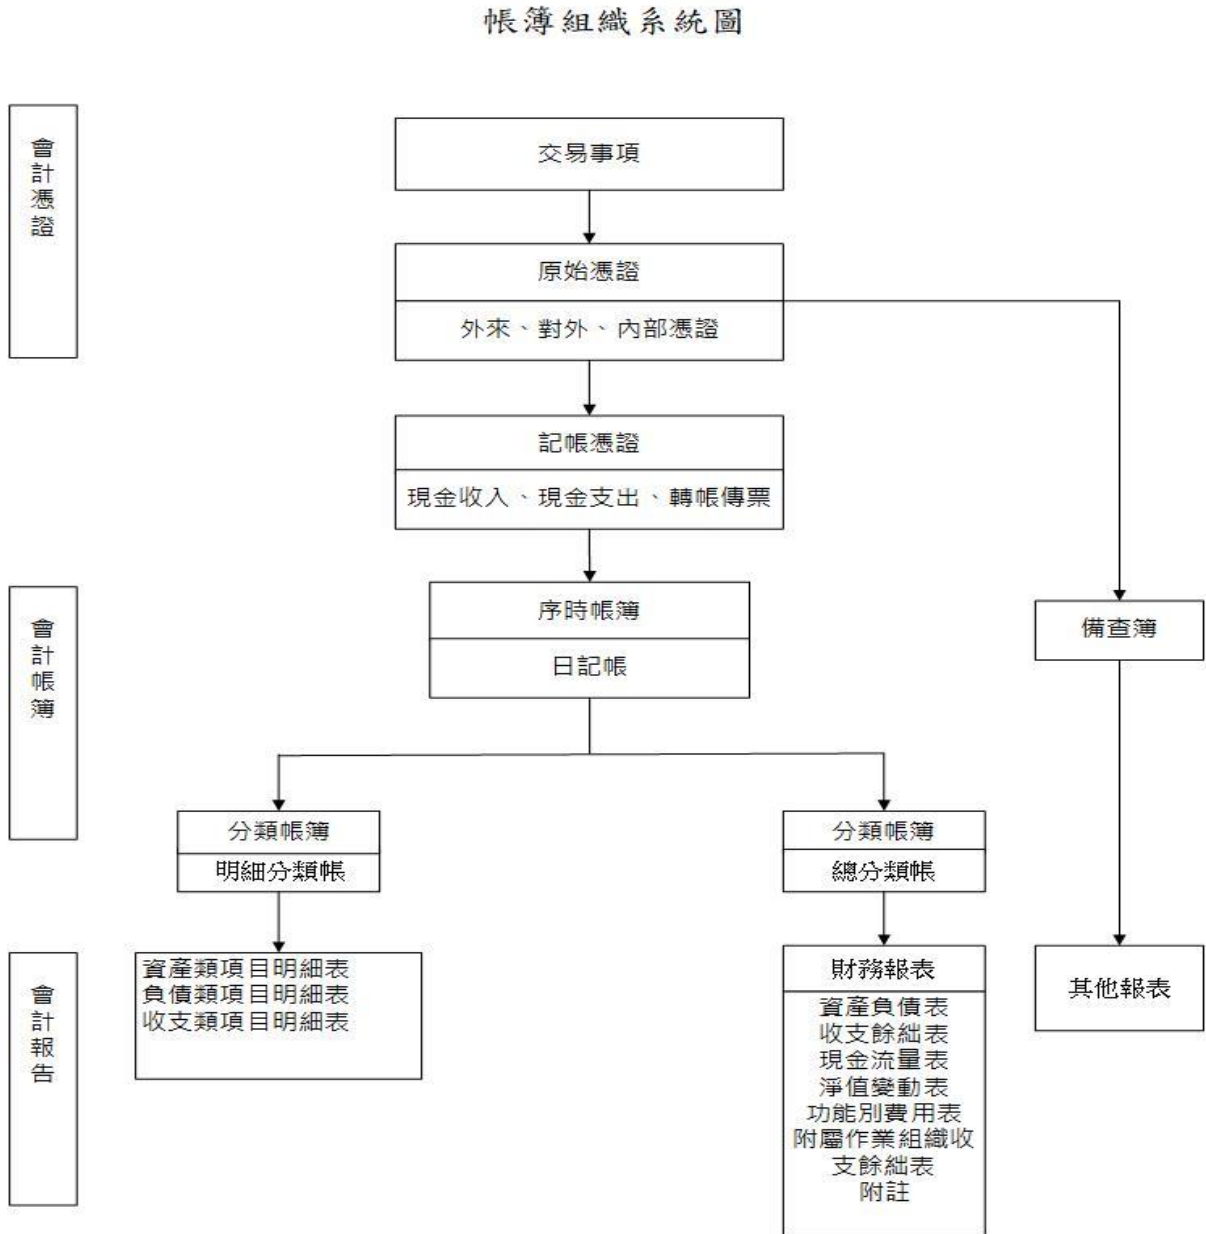 帳簿組織系統圖
會計憑證
交易事項
原始憑證
外來、對外、內部憑證
記帳憑證
現金收入、現金支出、轉帳傳票
會計帳簿
序時帳簿
日記帳
備查簿
分類帳簿
明細分類帳
分類帳簿
總分類帳
會計報告
資產類項目明細表
負債類項目明細表
收支類項目明細表
財務報表
資產負債表
收支餘絀表
現金流量表
淨值變動表
功能別費用表
附屬作業組織收
支餘絀表
附註
其他報表